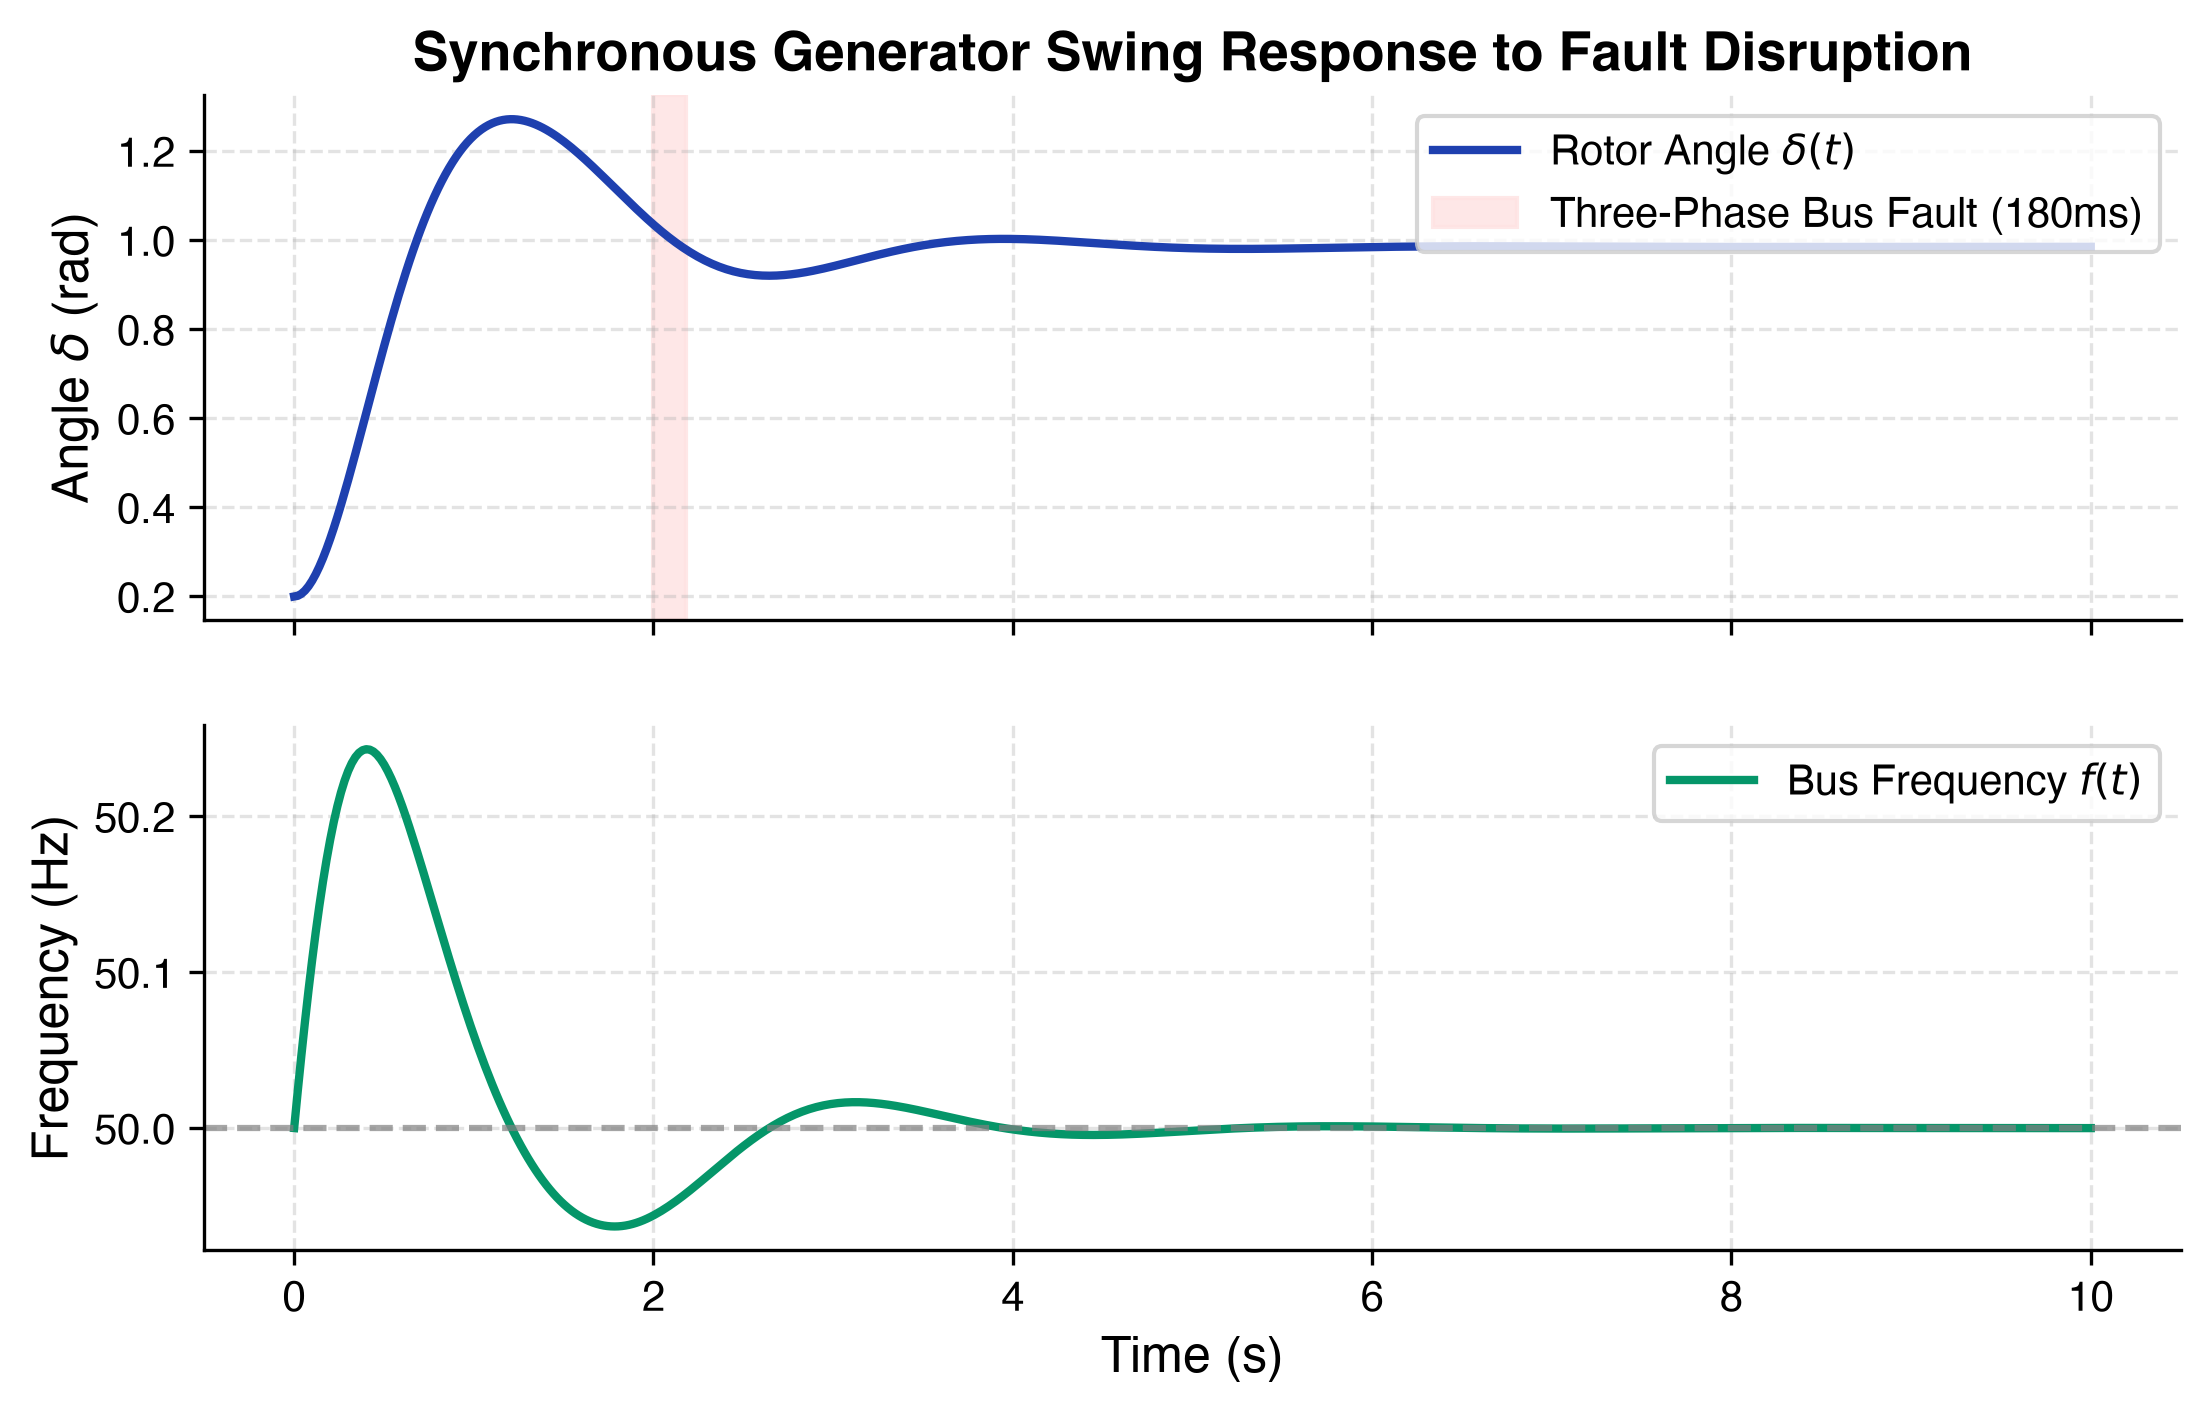 Synchronous Generator Swing Response to Fault Disruption
Angle δ (rad)
1.2
1.0
0.8
0.6
0.4
0.2
Rotor Angle δ(t)
Three-Phase Bus Fault (180ms)
Frequency (Hz)
50.2
50.1
50.0
Bus Frequency f(t)
0 2 4 6 8 10
Time (s)